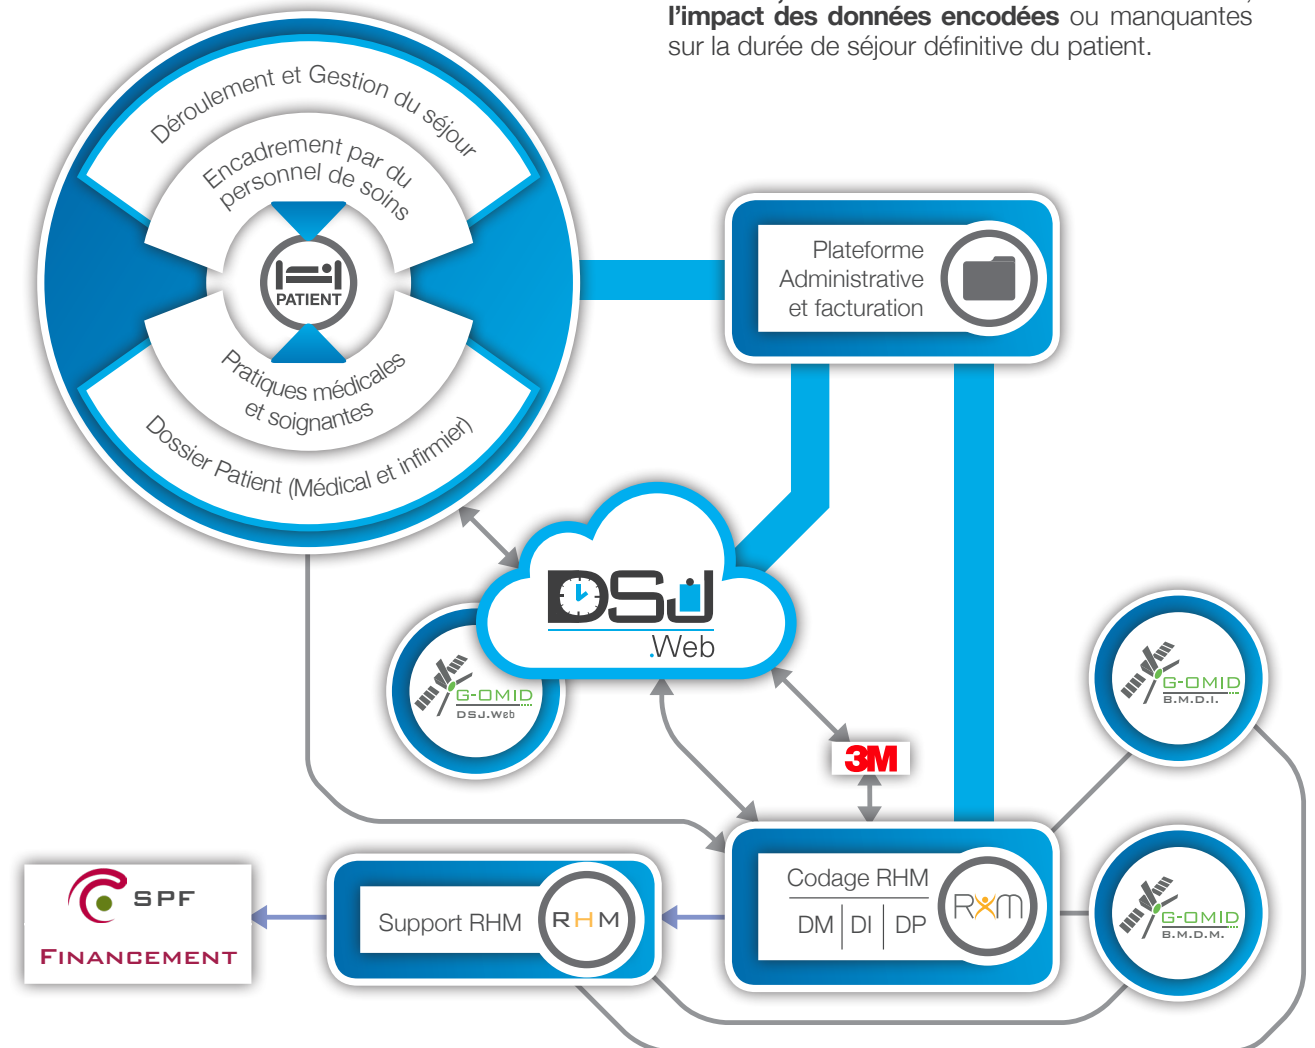 l’impact des données encodées ou manquantes
sur la durée de séjour définitive du patient.
Déroulement et Gestion du séjour
Encadrement par du
personnel de soins
PATIENT
Pratiques médicales
et soignantes
Dossier Patient (Médical et infirmier)
Plateforme
Administrative
et facturation
DSJ
.Web
G-OMID
DSJ.Web
G-OMID
B.M.D.I.
3M
Codage RHM
DM | DI | DP
RXM
G-OMID
B.M.D.M.
Support RHM
RHM
SPF
FINANCEMENT